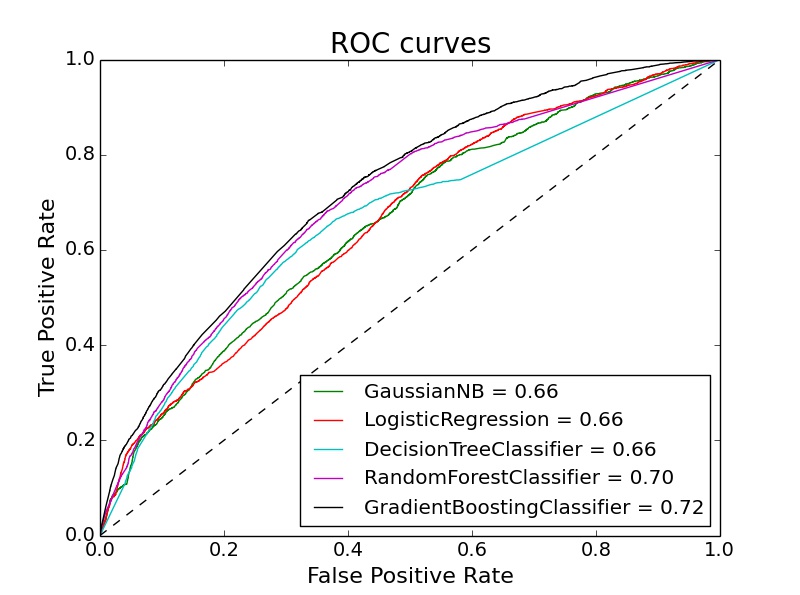 ROC curves
True Positive Rate
1.0
0.8
0.6
0.4
0.2
0.0
GaussianNB = 0.66
LogisticRegression = 0.66
DecisionTreeClassifier = 0.66
RandomForestClassifier = 0.70
GradientBoostingClassifier = 0.72
0.0 0.2 0.4 0.6 0.8 1.0
False Positive Rate